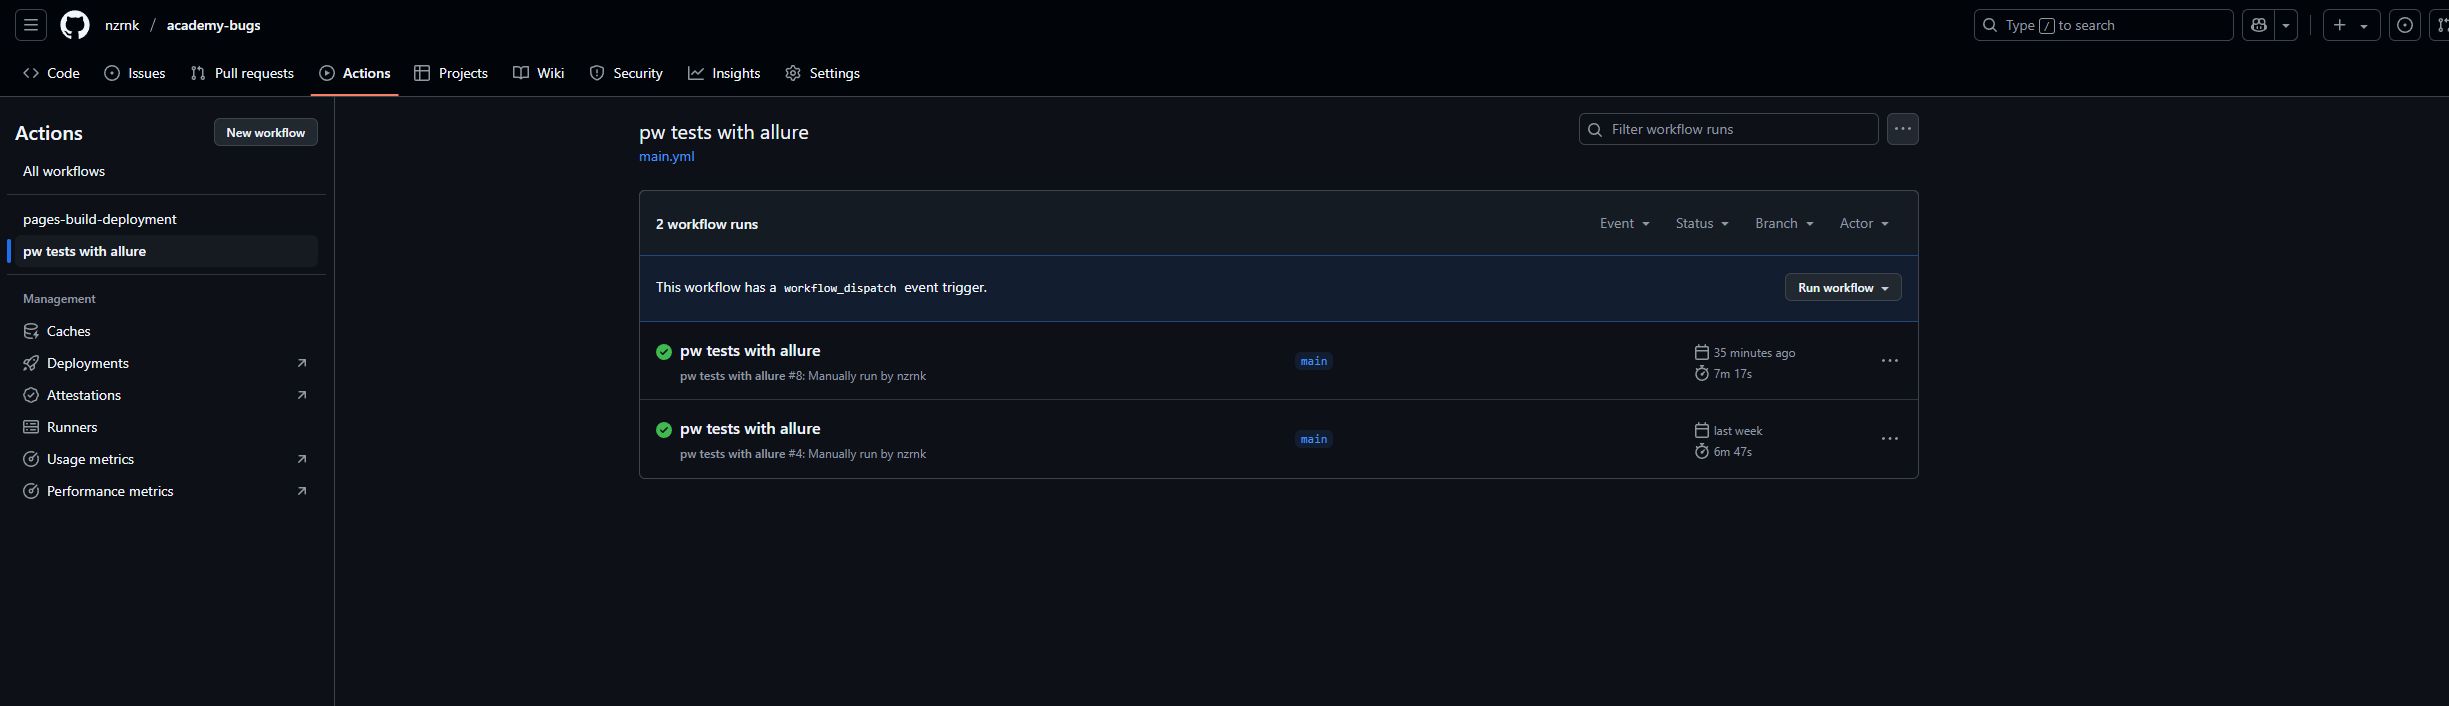 nzrnk / academy-bugs
Type / to search
Code Issues Pull requests Actions Projects Wiki Security Insights Settings
Actions
New workflow
All workflows
pages-build-deployment
pw tests with allure
Management
Caches
Deployments
Attestations
Runners
Usage metrics
Performance metrics
pw tests with allure
main.yml
Filter workflow runs
2 workflow runs
Event Status Branch Actor
This workflow has a workflow_dispatch event trigger.
Run workflow
pw tests with allure
pw tests with allure #8: Manually run by nzrnk
main
35 minutes ago
7m 17s
pw tests with allure
pw tests with allure #4: Manually run by nzrnk
main
last week
6m 47s